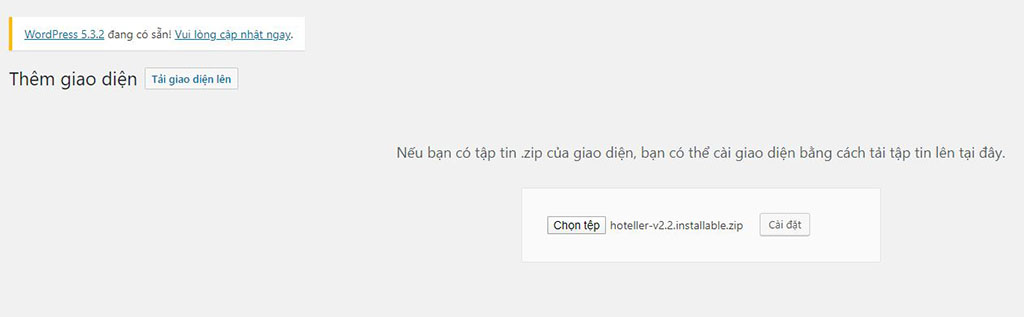 WordPress 5.3.2 đang có sẵn! Vui lòng cập nhật ngay.
Thêm giao diện Tải giao diện lên
Nếu bạn có tập tin .zip của giao diện, bạn có thể cài giao diện bằng cách tải tập tin lên tại đây.
Chọn tệp hoteller-v2.2.installable.zip Cài đặt